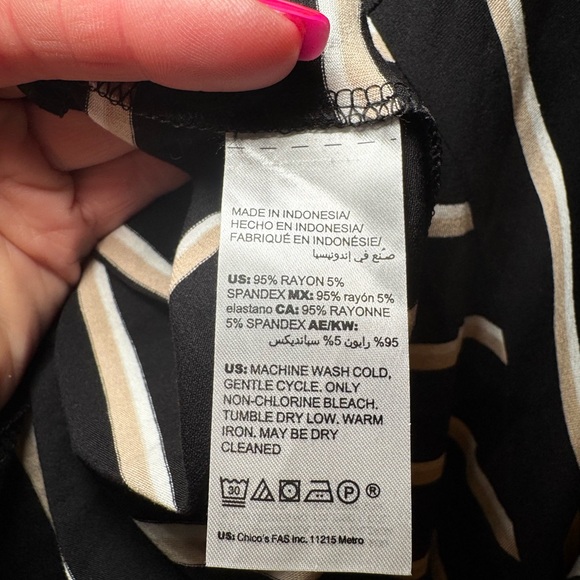 MADE IN INDONESIA/
HECHO EN INDONESIA/
FABRIQUÉ EN INDONÉSIE/
صنع في إندونيسيا
US: 95% RAYON 5%
SPANDEX MX: 95% rayón 5%
elastano CA: 95% RAYONNE
5% SPANDEX AE/KW:
95% رايون 5% سپاندیکس
US: MACHINE WASH COLD,
GENTLE CYCLE. ONLY
NON-CHLORINE BLEACH.
TUMBLE DRY LOW. WARM
IRON. MAY BE DRY
CLEANED
30 P ®
US: Chico's FAS inc. 11215 Metro